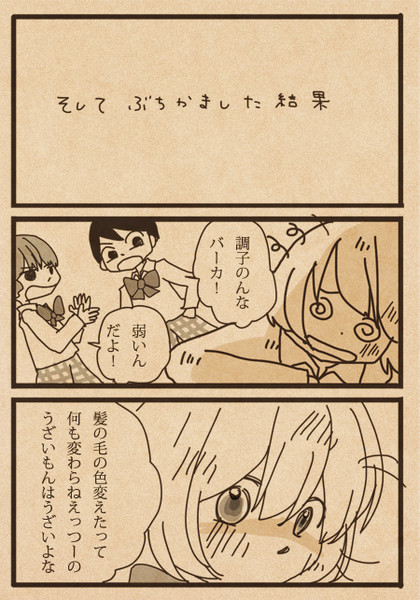 そして ぶちかました結果
調子のんな
バーカ！
弱いん
だよ！
髪の毛の色変えたって
何も変わらねえっつーの
うざいもんはうざいよな